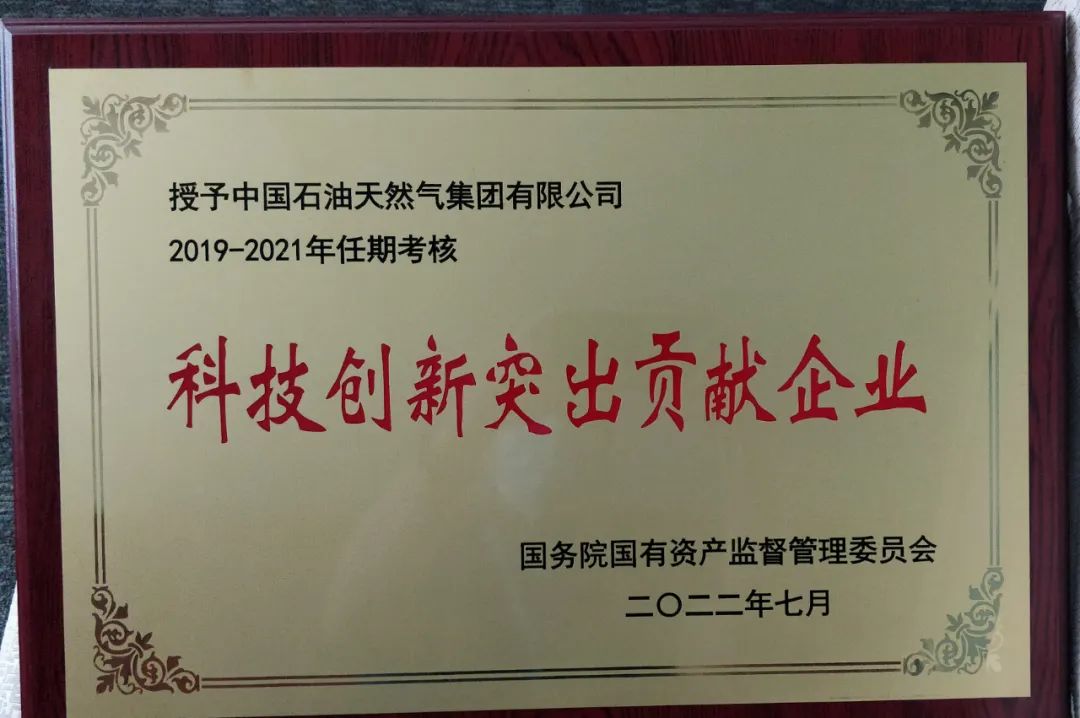 授予中国石油天然气集团有限公司
2019-2021年任期考核
科技创新突出贡献企业
国务院国有资产监督管理委员会
二〇二二年七月